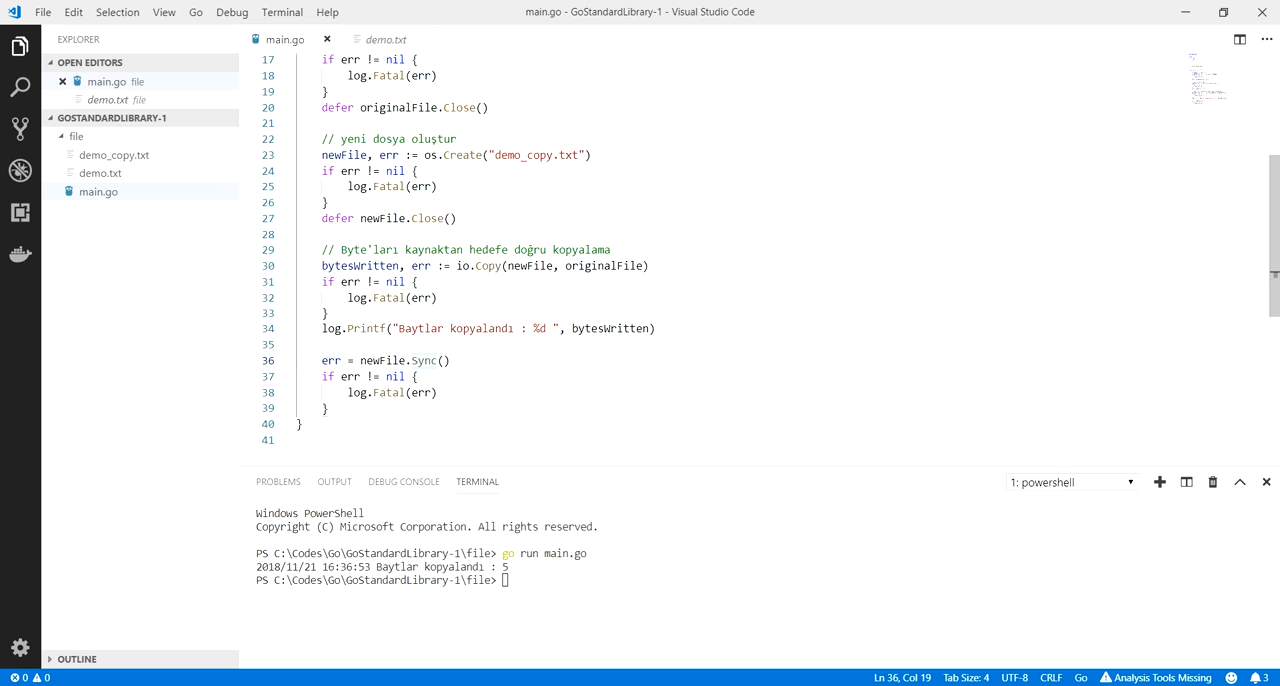 File Edit Selection View Go Debug Terminal Help
main.go - GoStandardLibrary-1 - Visual Studio Code
EXPLORER
OPEN EDITORS
main.go file
demo.txt file
GOSTANDARDLIBRARY-1
file
demo_copy.txt
demo.txt
main.go
OUTLINE
main.go
demo.txt
17 if err != nil {
18 log.Fatal(err)
19 }
20 defer originalFile.Close()
21
22 // yeni dosya oluştur
23 newFile, err := os.Create("demo_copy.txt")
24 if err != nil {
25 log.Fatal(err)
26 }
27 defer newFile.Close()
28
29 // Byte'ları kaynaktan hedefe doğru kopyalama
30 bytesWritten, err := io.Copy(newFile, originalFile)
31 if err != nil {
32 log.Fatal(err)
33 }
34 log.Printf("Baytlar kopyalandı : %d ", bytesWritten)
35
36 err = newFile.Sync()
37 if err != nil {
38 log.Fatal(err)
39 }
40 }
41
PROBLEMS OUTPUT DEBUG CONSOLE TERMINAL
1: powershell
Windows PowerShell
Copyright (C) Microsoft Corporation. All rights reserved.
PS C:\Codes\Go\GoStandardLibrary-1\file> go run main.go
2018/11/21 16:36:53 Baytlar kopyalandı : 5
PS C:\Codes\Go\GoStandardLibrary-1\file>
0 0
Ln 36, Col 19 Tab Size: 4 UTF-8 CRLF Go Analysis Tools Missing 3